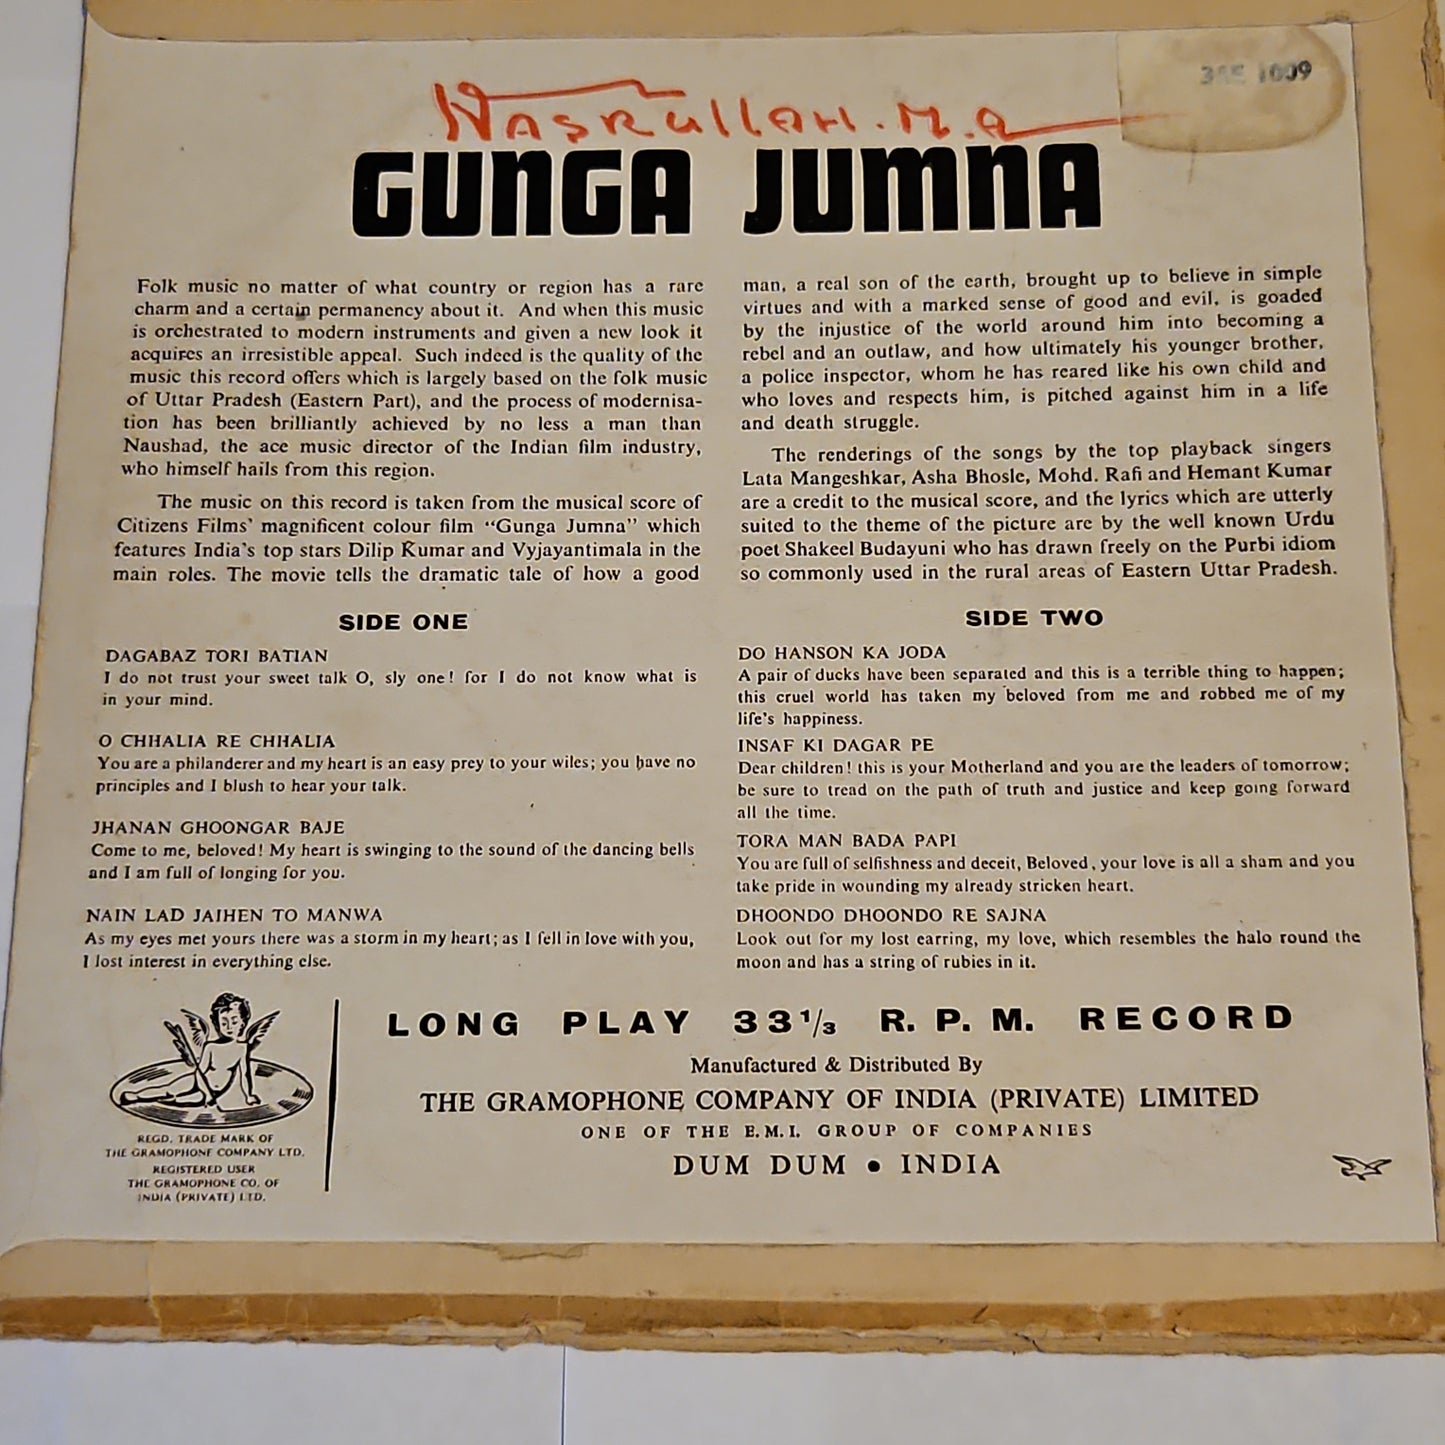 3AE 1009
NASRULLAH. M. A
GUNGA JUMNA
Folk music no matter of what country or region has a rare
charm and a certain permanency about it. And when this music
is orchestrated to modern instruments and given a new look it
acquires an irresistible appeal. Such indeed is the quality of the
music this record offers which is largely based on the folk music
of Uttar Pradesh (Eastern Part), and the process of modernisa-
tion has been brilliantly achieved by no less a man than
Naushad, the ace music director of the Indian film industry,
who himself hails from this region.
The music on this record is taken from the musical score of
Citizens Films' magnificent colour film "Gunga Jumna" which
features India's top stars Dilip Kumar and Vyjayantimala in the
main roles. The movie tells the dramatic tale of how a good
man, a real son of the earth, brought up to believe in simple
virtues and with a marked sense of good and evil, is goaded
by the injustice of the world around him into becoming a
rebel and an outlaw, and how ultimately his younger brother,
a police inspector, whom he has reared like his own child and
who loves and respects him, is pitched against him in a life
and death struggle.
The renderings of the songs by the top playback singers
Lata Mangeshkar, Asha Bhosle, Mohd. Rafi and Hemant Kumar
are a credit to the musical score, and the lyrics which are utterly
suited to the theme of the picture are by the well known Urdu
poet Shakeel Budayuni who has drawn freely on the Purbi idiom
so commonly used in the rural areas of Eastern Uttar Pradesh.
SIDE ONE
DAGABAZ TORI BATIAN
I do not trust your sweet talk O, sly one! for I do not know what is
in your mind.
O CHHALIA RE CHHALIA
You are a philanderer and my heart is an easy prey to your wiles; you have no
principles and I blush to hear your talk.
JHANAN GHOONGAR BAJE
Come to me, beloved! My heart is swinging to the sound of the dancing bells
and I am full of longing for you.
NAIN LAD JAIHEN TO MANWA
As my eyes met yours there was a storm in my heart; as I fell in love with you,
I lost interest in everything else.
SIDE TWO
DO HANSON KA JODA
A pair of ducks have been separated and this is a terrible thing to happen;
this cruel world has taken my beloved from me and robbed me of my
life's happiness.
INSAF KI DAGAR PE
Dear children! this is your Motherland and you are the leaders of tomorrow;
be sure to tread on the path of truth and justice and keep going forward
all the time.
TORA MAN BADA PAPI
You are full of selfishness and deceit, Beloved, your love is all a sham and you
take pride in wounding my already stricken heart.
DHOONDO DHOONDO RE SAJNA
Look out for my lost earring, my love, which resembles the halo round the
moon and has a string of rubies in it.
REGD. TRADE MARK OF
THE GRAMOPHONE COMPANY LTD.
REGISTERED USER
THE GRAMOPHONE CO. OF
INDIA (PRIVATE) LTD.
LONG PLAY 33 1/3 R. P. M. RECORD
Manufactured & Distributed By
THE GRAMOPHONE COMPANY OF INDIA (PRIVATE) LIMITED
ONE OF THE E.M.I. GROUP OF COMPANIES
DUM DUM • INDIA